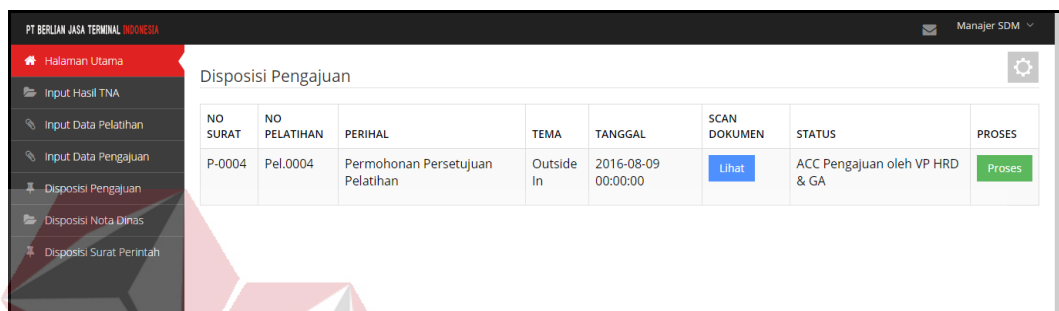 PT BERLIAN JASA TERMINAL INDONESIA
Manajer SDM
Halaman Utama
Input Hasil TNA
Input Data Pelatihan
Input Data Pengajuan
Disposisi Pengajuan
Disposisi Nota Dinas
Disposisi Surat Perintah
Disposisi Pengajuan
NO SURAT NO PELATIHAN PERIHAL TEMA TANGGAL SCAN DOKUMEN STATUS PROSES
P-0004 Pel.0004 Permohonan Persetujuan Pelatihan Outside In 2016-08-09 00:00:00 Lihat ACC Pengajuan oleh VP HRD & GA Proses